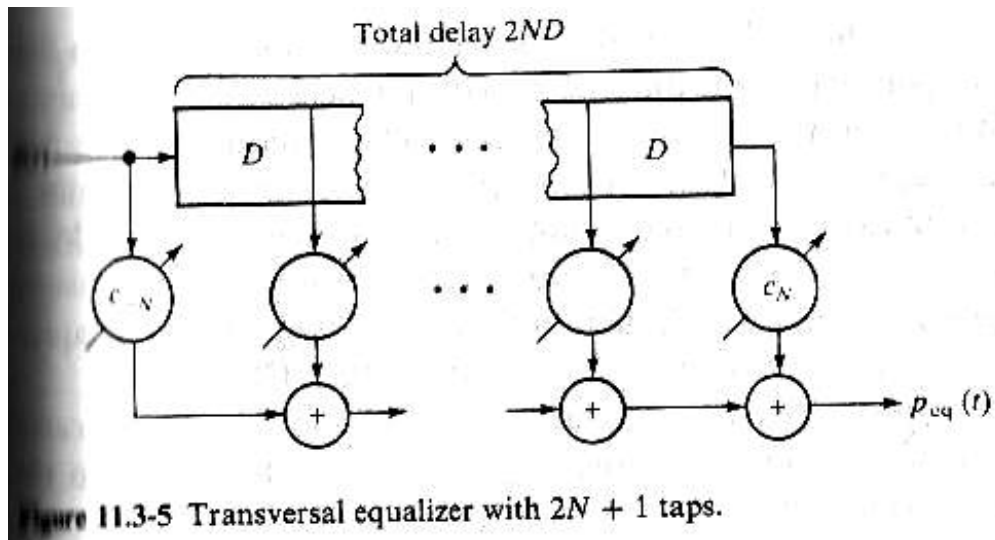 Total delay 2ND
D
• • •
D
c₋N
• • •
cN
+
+
+
peq (t)
11.3-5 Transversal equalizer with 2N + 1 taps.